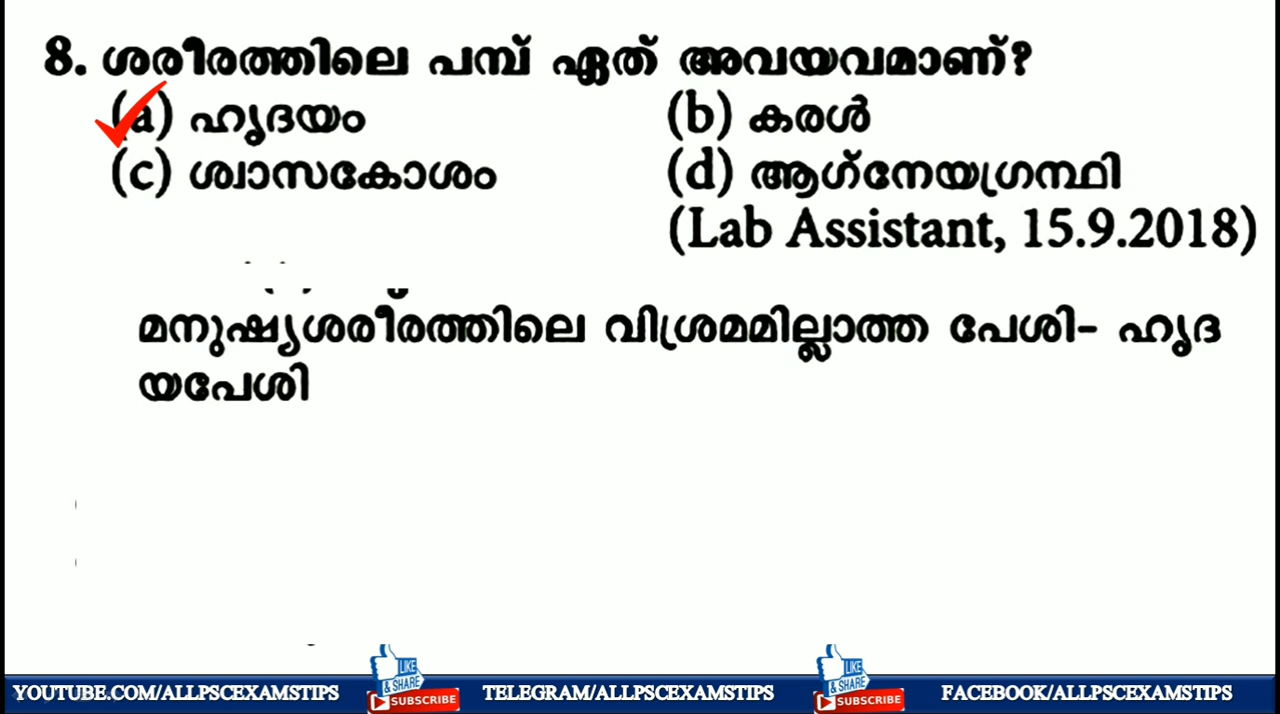 8. ശരീരത്തിലെ പമ്പ് ഏത് അവയവമാണ്?
(a) ഹൃദയം (b) കരൾ
(c) ശ്വാസകോശം (d) ആഗ്നേയഗ്രന്ഥി
(Lab Assistant, 15.9.2018)
മനുഷ്യശരീരത്തിലെ വിശ്രമമില്ലാത്ത പേശി- ഹൃദ
യപേശി
LIKE
& SHARE
SUBSCRIBE
LIKE
& SHARE
SUBSCRIBE
YOUTUBE.COM/ALLPSCEXAMSTIPS TELEGRAM/ALLPSCEXAMSTIPS FACEBOOK/ALLPSCEXAMSTIPS